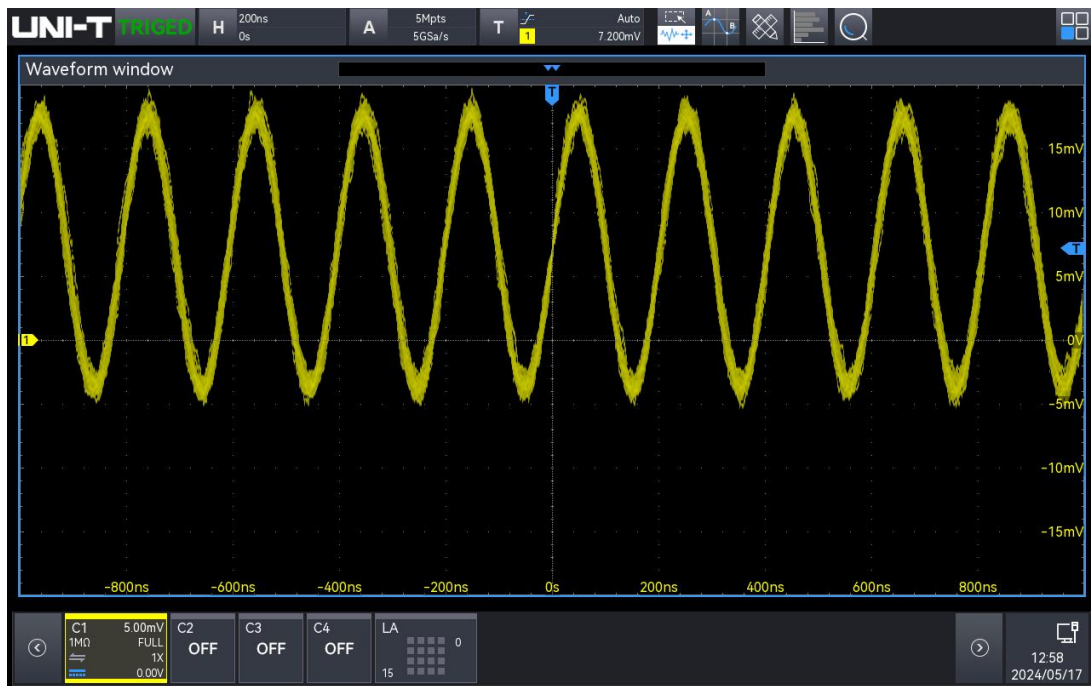 UNI-T TRIGED H 200ns A 5Mpts T Auto
0s 5GSa/s 1 7.200mV
A B
Waveform window
T
15mV
10mV
T
5mV
1 0V
-5mV
-10mV
-15mV
-800ns -600ns -400ns -200ns 0s 200ns 400ns 600ns 800ns
C1 5.00mV C2 C3 C4 LA
1MΩ FULL OFF OFF OFF 0
1X
0.00V 15
12:58
2024/05/17